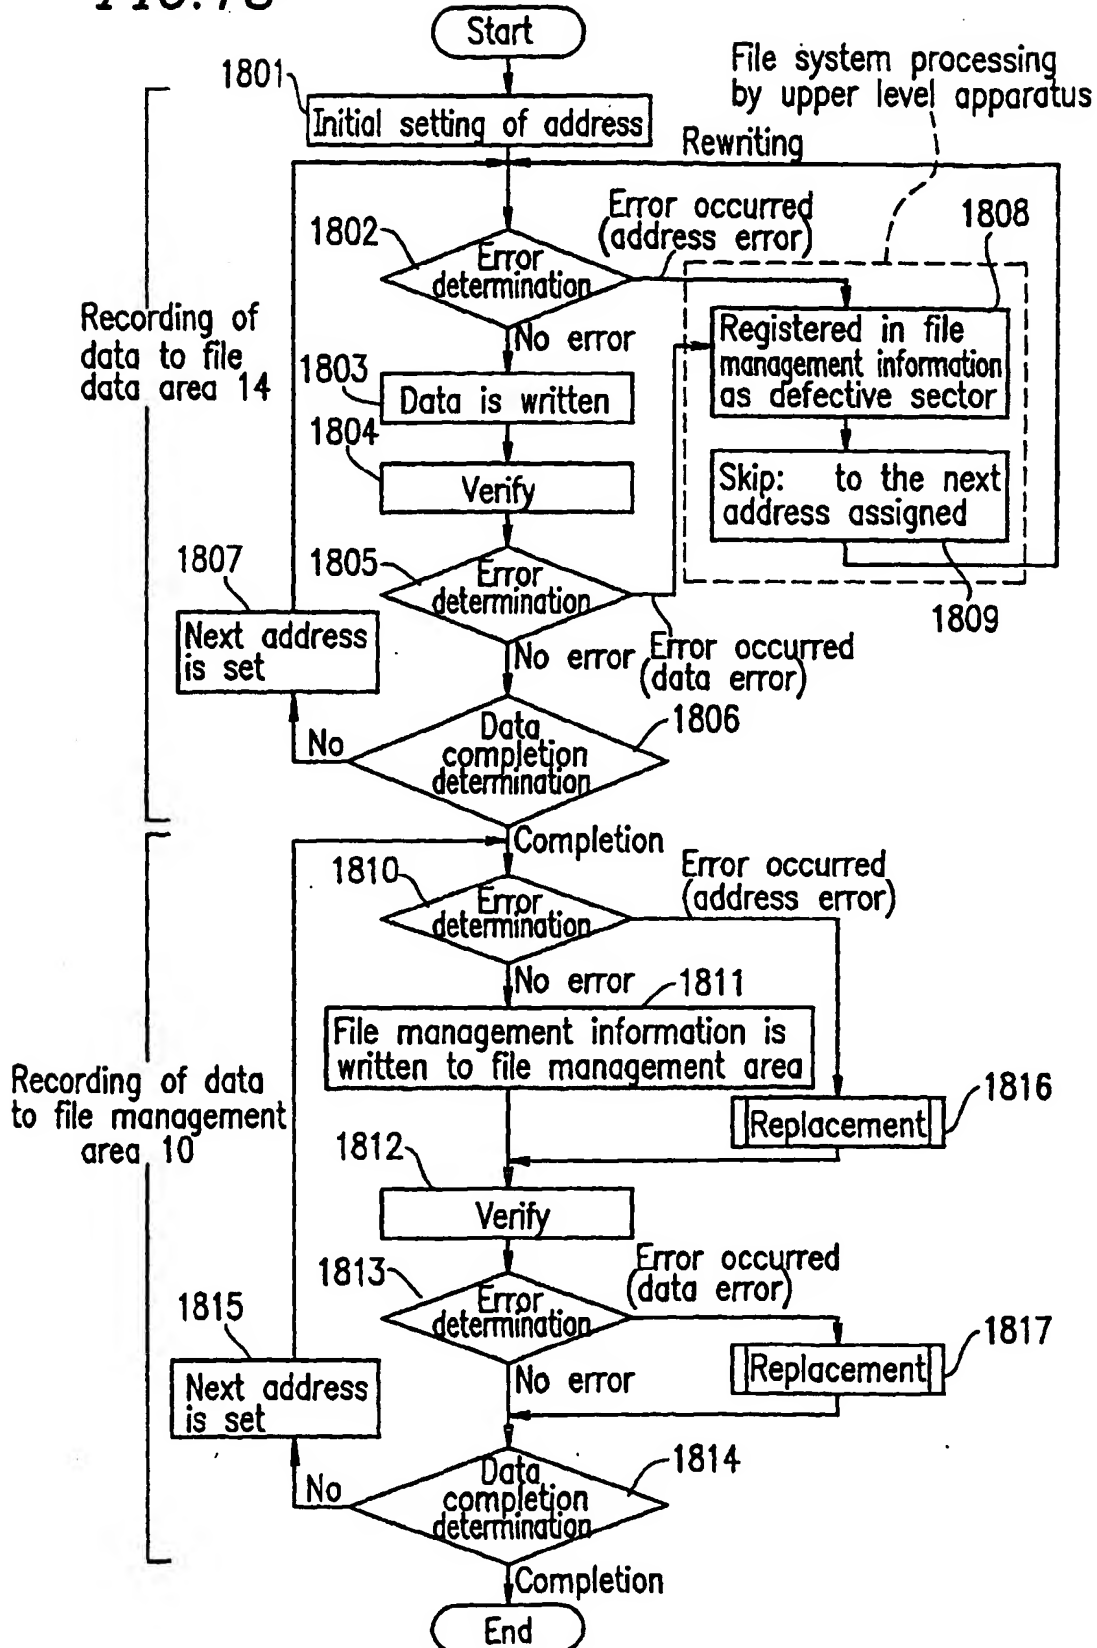 Start
1801
Initial setting of address
File system processing
by upper level apparatus
Rewriting
1802
Error
determination
Error occurred
(address error)
1808
Recording of
data to file
data area 14
No error
1803
Data is written
Registered in file
management information
as defective sector
1804
Verify
Skip: to the next
address assigned
1807
1805
Error
determination
1809
Next address
is set
No error
Error occurred
(data error)
1806
Data
completion
determination
No
Completion
1810
Error
determination
Error occurred
(address error)
No error
1811
File management information is
written to file management area
Recording of data
to file management
area 10
1816
Replacement
1812
Verify
1813
Error
determination
Error occurred
(data error)
1815
1817
Replacement
Next address
is set
No error
1814
Data
completion
determination
No
Completion
End